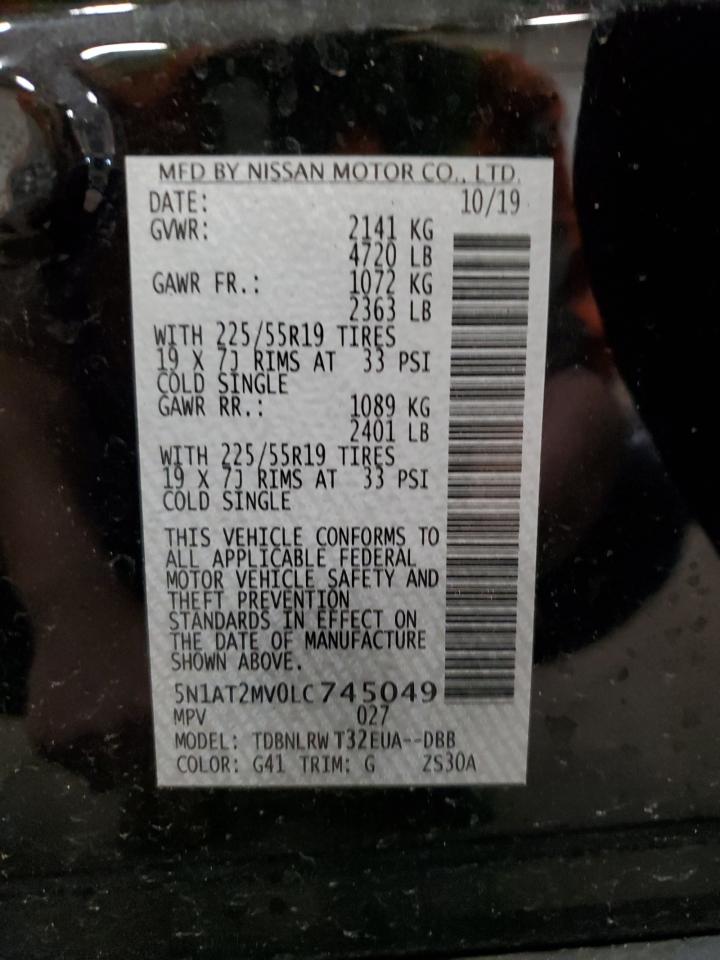 MFD BY NISSAN MOTOR CO., LTD.
DATE: 10/19
GVWR: 2141 KG
4720 LB
GAWR FR.: 1072 KG
2363 LB
WITH 225/55R19 TIRES
19 X 7J RIMS AT 33 PSI
COLD SINGLE
GAWR RR.: 1089 KG
2401 LB
WITH 225/55R19 TIRES
19 X 7J RIMS AT 33 PSI
COLD SINGLE
THIS VEHICLE CONFORMS TO
ALL APPLICABLE FEDERAL
MOTOR VEHICLE SAFETY AND
THEFT PREVENTION
STANDARDS IN EFFECT ON
THE DATE OF MANUFACTURE
SHOWN ABOVE.
5N1AT2MV0LC745049
MPV 027
MODEL: TDBNLRW T32EUA--DBB
COLOR: G41 TRIM: G 2S30A